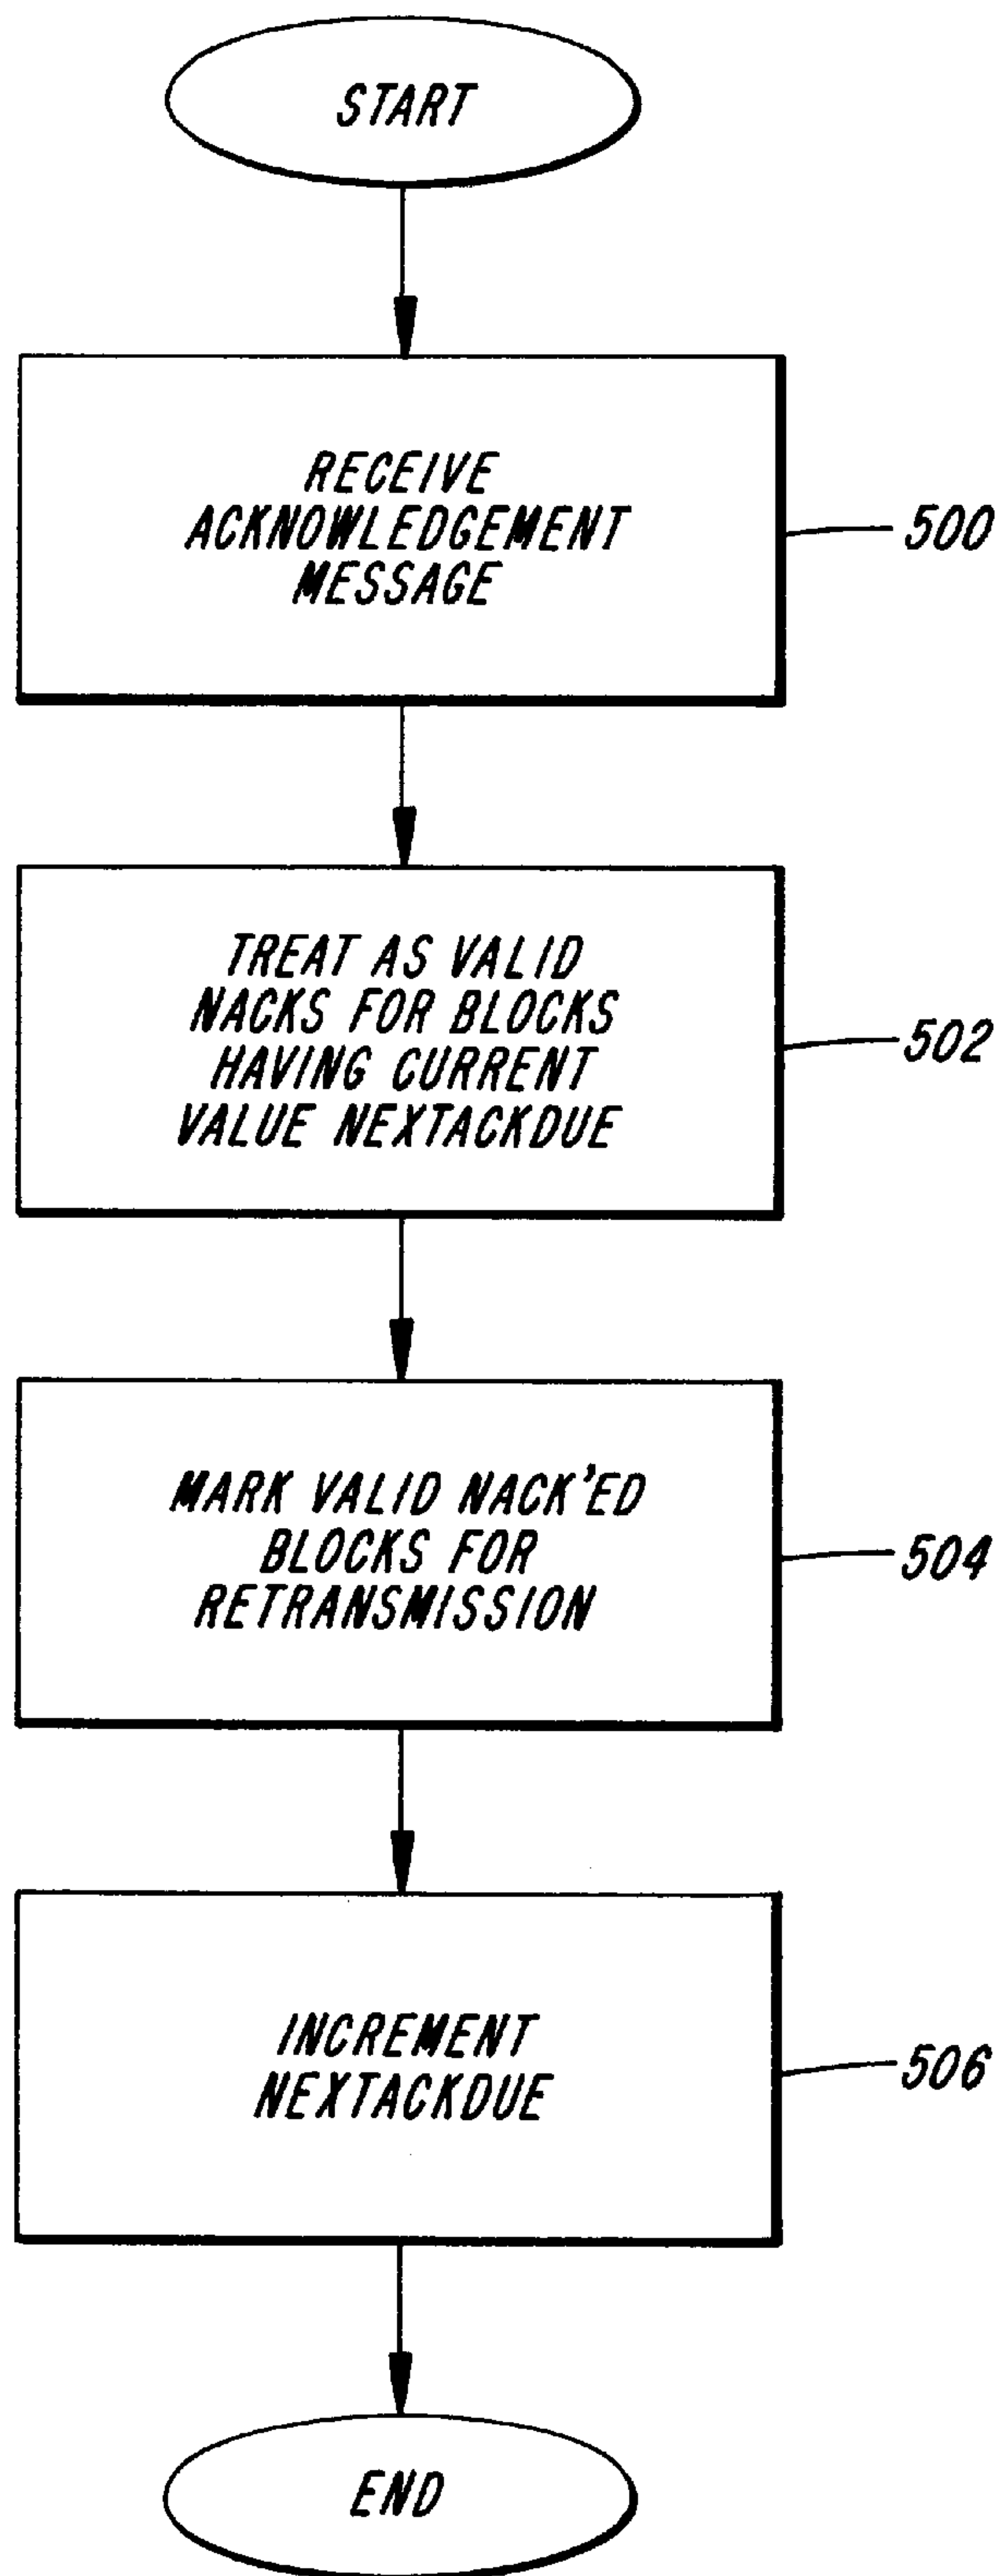 START
RECEIVE
ACKNOWLEDGEMENT
MESSAGE
500
TREAT AS VALID
NACKS FOR BLOCKS
HAVING CURRENT
VALUE NEXTACKDUE
502
MARK VALID NACK'ED
BLOCKS FOR
RETRANSMISSION
504
INCREMENT
NEXTACKDUE
506
END